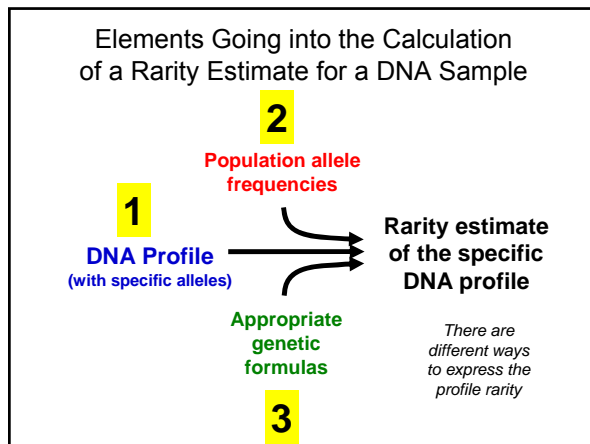 Elements Going into the Calculation
of a Rarity Estimate for a DNA Sample
2
Population allele
frequencies
1
DNA Profile
(with specific alleles)
Rarity estimate
of the specific
DNA profile
Appropriate
genetic
formulas
There are
different ways
to express the
profile rarity
3